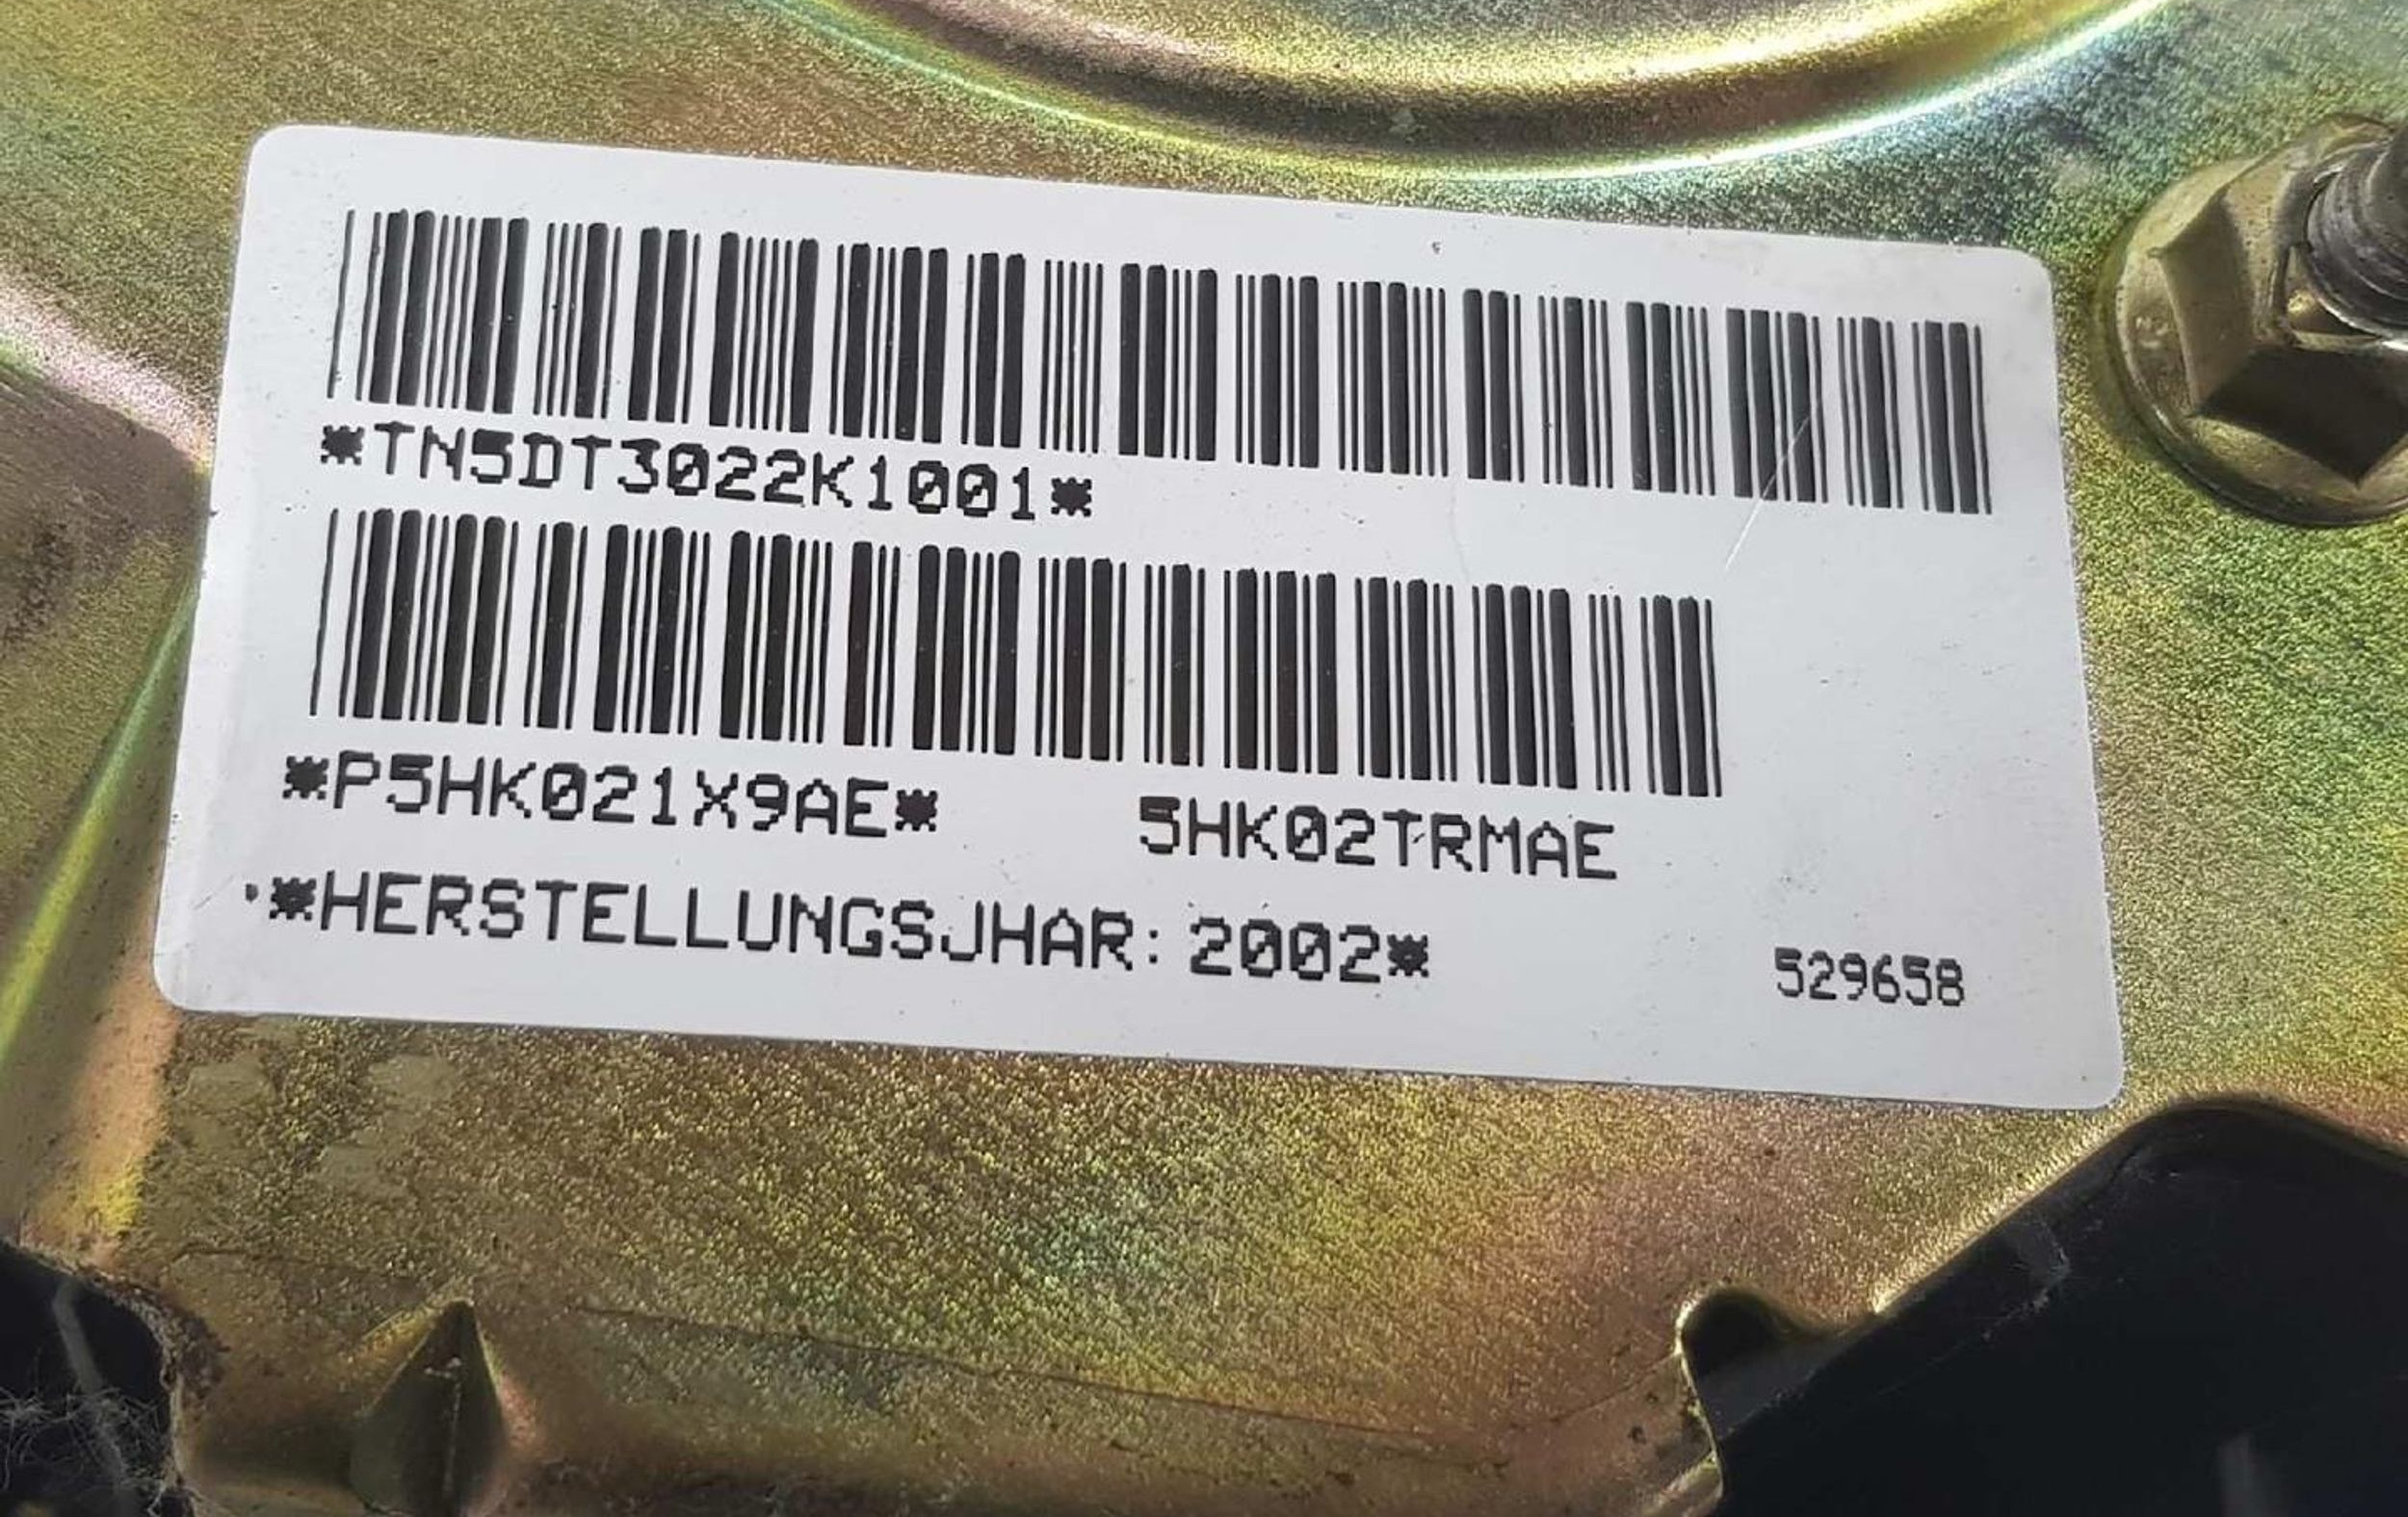 *TN5DT3022K1001*
*P5HK021X9AE* 5HK02TRMAE
*HERSTELLUNGSJHAR: 2002* 529658